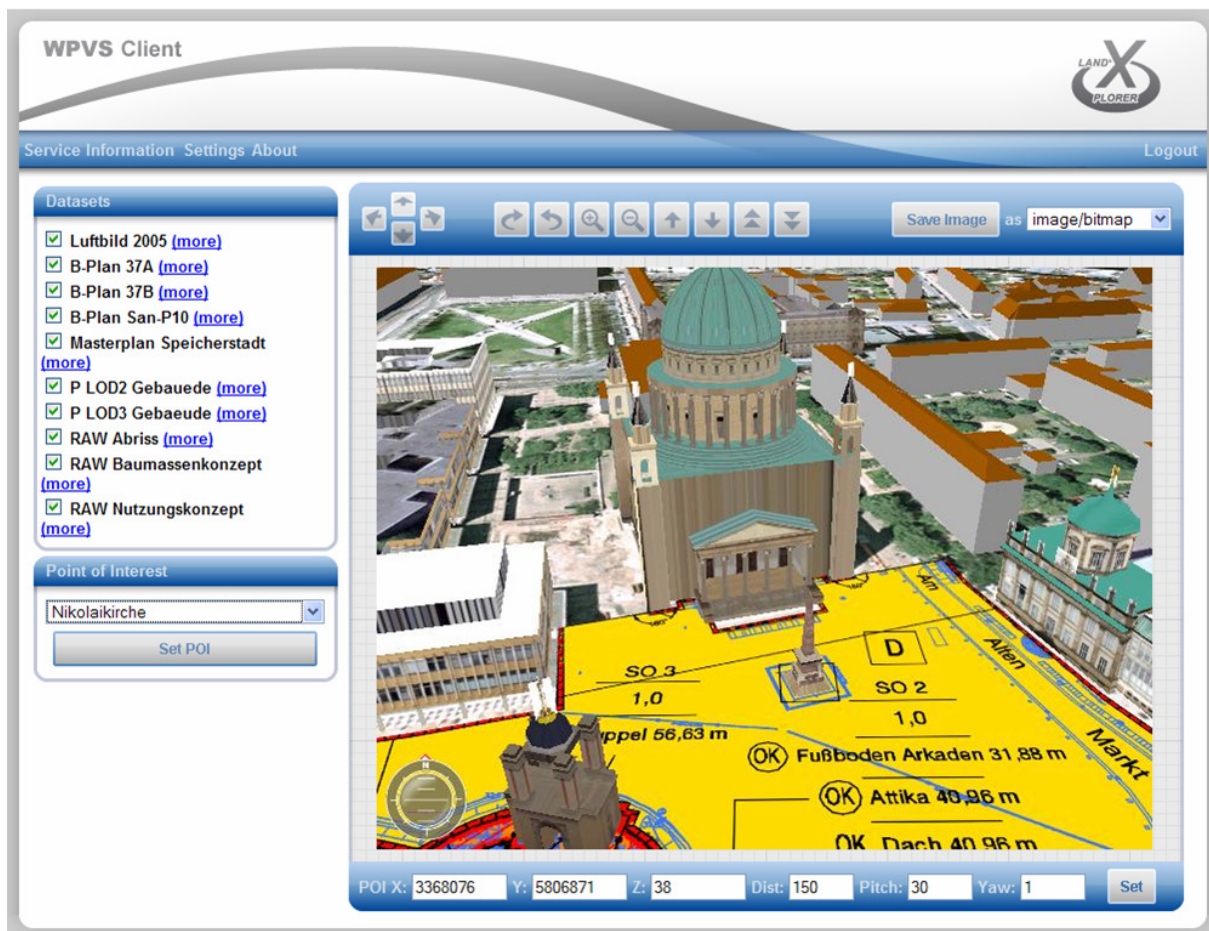 WPVS Client
LAND
X
PLORER
Service Information Settings About
Logout
Datasets
Luftbild 2005 (more)
B-Plan 37A (more)
B-Plan 37B (more)
B-Plan San-P10 (more)
Masterplan Speicherstadt
(more)
P LOD2 Gebauede (more)
P LOD3 Gebaeude (more)
RAW Abriss (more)
RAW Baumassenkonzept
(more)
RAW Nutzungskonzept
(more)
Point of Interest
Nikolaikirche
Set POI
Save Image as image/bitmap
Am
Alten
Markt
D
SO 3
1,0
uppel 56,63 m
SO 2
1,0
OK Fußboden Arkaden 31,88 m
OK Attika 40,96 m
OK Dach 40,96 m
N
POI X: 3368076 Y: 5806871 Z: 38 Dist: 150 Pitch: 30 Yaw: 1 Set